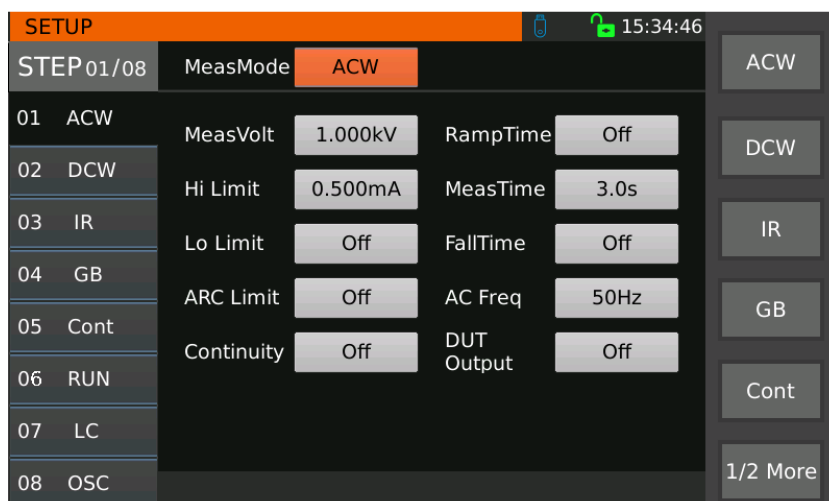 SETUP 15:34:46
STEP 01/08
MeasMode ACW
01 ACW
02 DCW
03 IR
04 GB
05 Cont
06 RUN
07 LC
08 OSC
MeasVolt 1.000kV RampTime Off
Hi Limit 0.500mA MeasTime 3.0s
Lo Limit Off FallTime Off
ARC Limit Off AC Freq 50Hz
Continuity Off DUT
Output Off
ACW
DCW
IR
GB
Cont
1/2 More